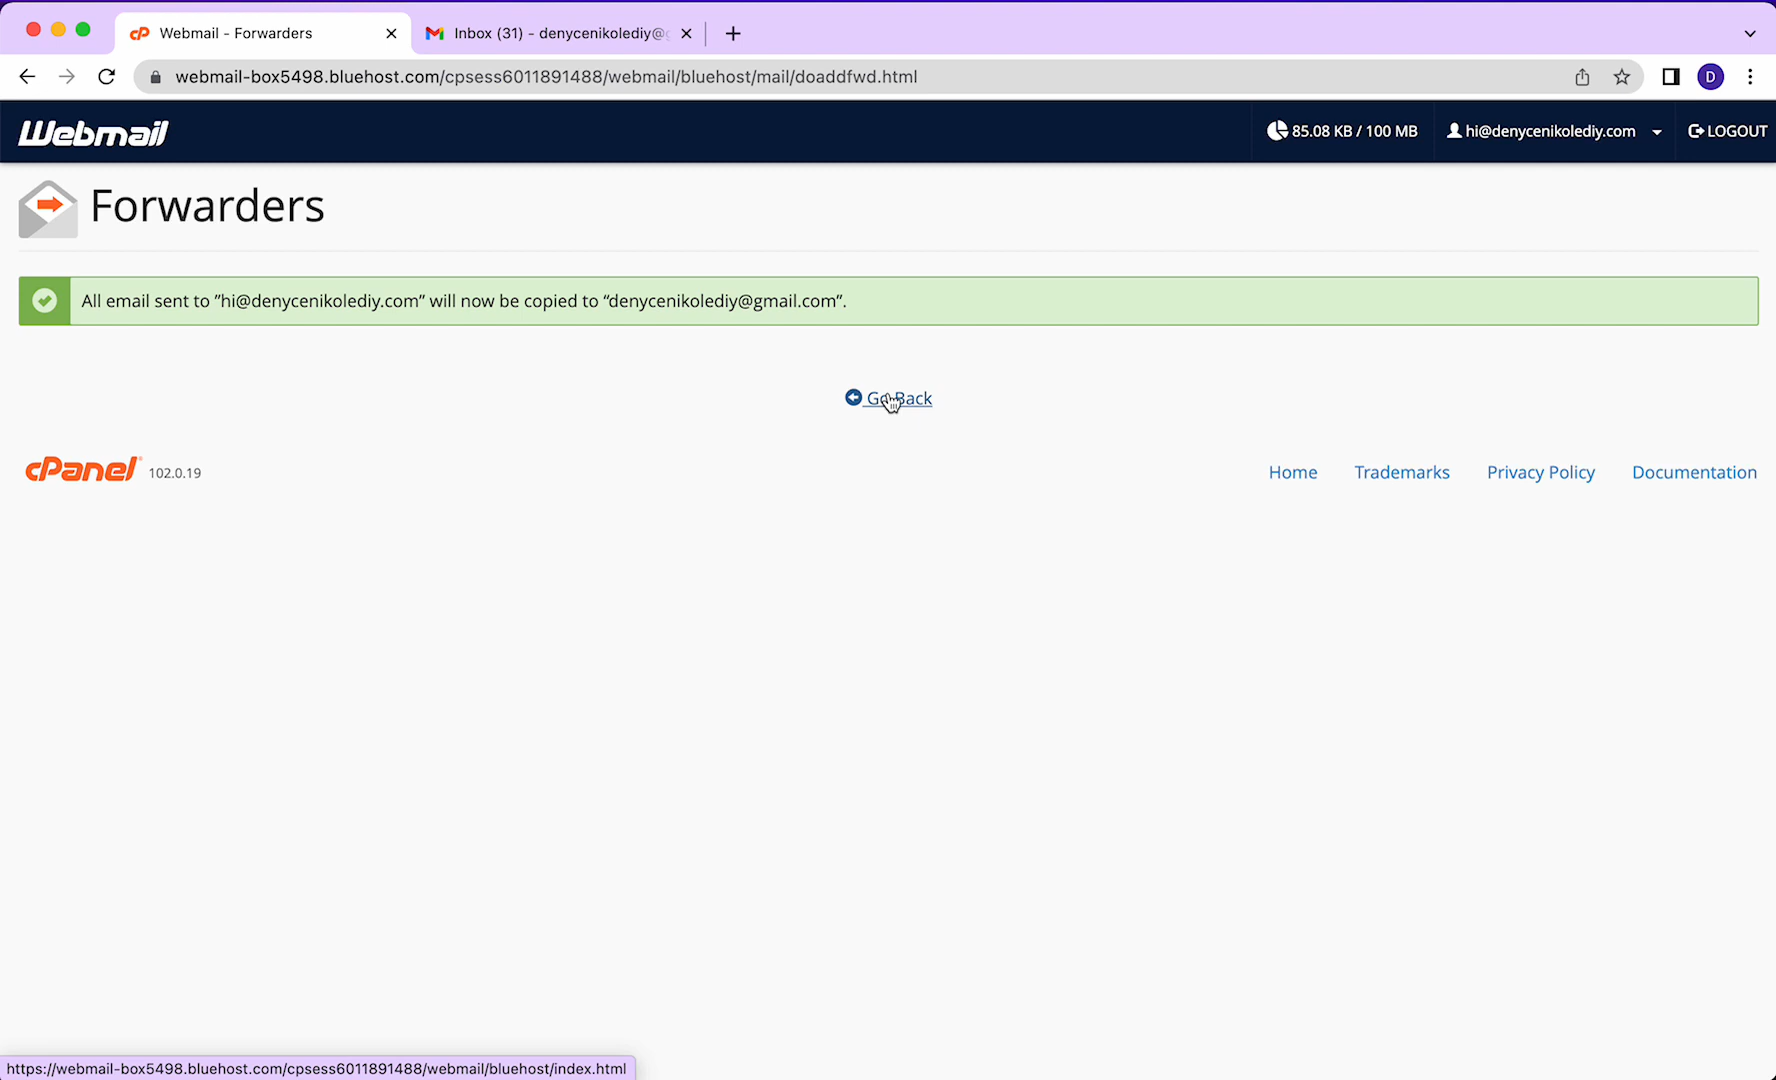 Webmail - Forwarders
Inbox (31) - denycenikolediy@
webmail-box5498.bluehost.com/cpsess6011891488/webmail/bluehost/mail/doaddfwd.html
D
Webmail
85.08 KB / 100 MB
hi@denycenikolediy.com
LOGOUT
Forwarders
All email sent to ”hi@denycenikolediy.com” will now be copied to “denycenikolediy@gmail.com”.
Go Back
cPanel 102.0.19
Home
Trademarks
Privacy Policy
Documentation
https://webmail-box5498.bluehost.com/cpsess6011891488/webmail/bluehost/index.html